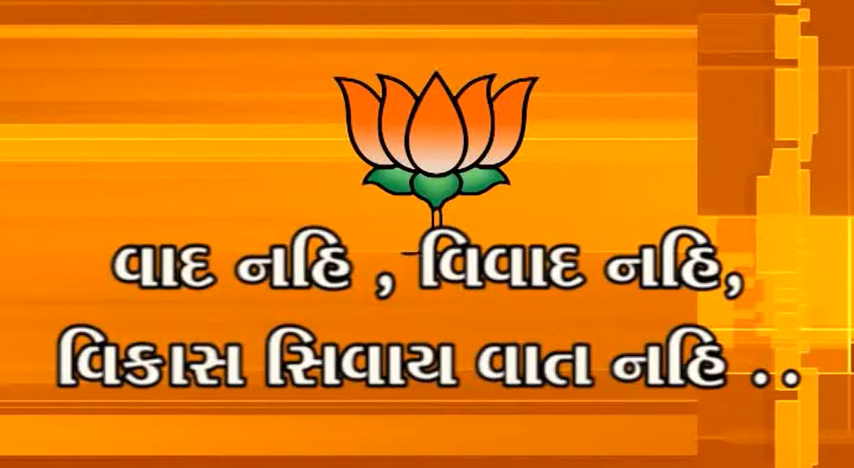 વાદ નહિ , વિવાદ નહિ,
વિકાસ સિવાય વાત નહિ ..